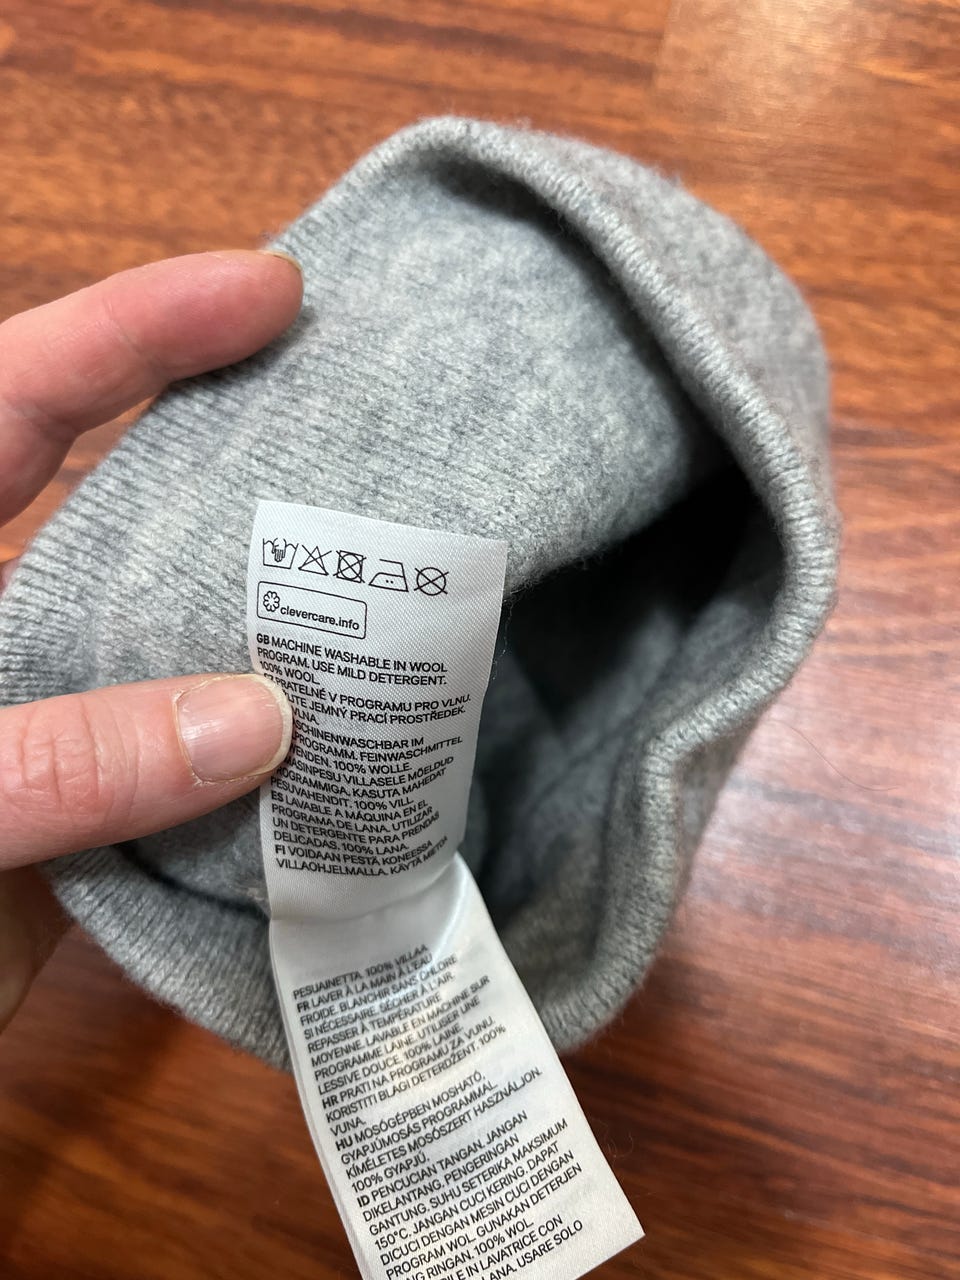 clevercare.info
GB MACHINE WASHABLE IN WOOL
PROGRAM. USE MILD DETERGENT.
100% WOOL.
PRATELNÉ V PROGRAMU PRO VLNU.
JEMNÝ PRACÍ PROSTŘEDEK.
VLNA.
IM
FEINWASCHMITTEL
100% WOLLE.
VILLASELE MÕELDUD
KASUTA MAHEDAT
100% VILL.
ES LAVABLE A MÁQUINA EN EL
PROGRAMA DE LANA. UTILIZAR
UN DETERGENTE PARA PRENDAS
DELICADAS. 100% LANA.
FI VOIDAAN PESTÄ KONEESSA
VILLAOHJELMALLA. KÄYTÄ MIETOA
PESUAINETTA. 100% VILLAA
FR LAVER À LA MAIN À L'EAU
FROIDE. BLANCHIR SANS CHLORE
SI NÉCESSAIRE. SÉCHER À L'AIR.
REPASSER À TEMPÉRATURE
MOYENNE. LAVABLE EN MACHINE SUR
PROGRAMME LAINE. UTILISER UNE
LESSIVE DOUCE. 100% LAINE.
HR PRATI NA PROGRAMU ZA VUNU.
KORISTITI BLAGI DETERDŽENT. 100%
VUNA.
HU MOSÓGÉPBEN MOSHATÓ,
GYAPJÚMOSÁS PROGRAMMAL.
KÍMÉLETES MOSÓSZERT HASZNÁLJON.
100% GYAPJÚ.
ID PENCUCIAN TANGAN. JANGAN
DIKELANTANG. PENGERINGAN
GANTUNG. SUHU SETERIKA MAKSIMUM
150°C. JANGAN CUCI KERING. DAPAT
DICUCI DENGAN MESIN CUCI DENGAN
PROGRAM WOL. GUNAKAN DETERJEN
RINGAN. 100% WOL
IN LAVATRICE CON
LANA. USARE SOLO